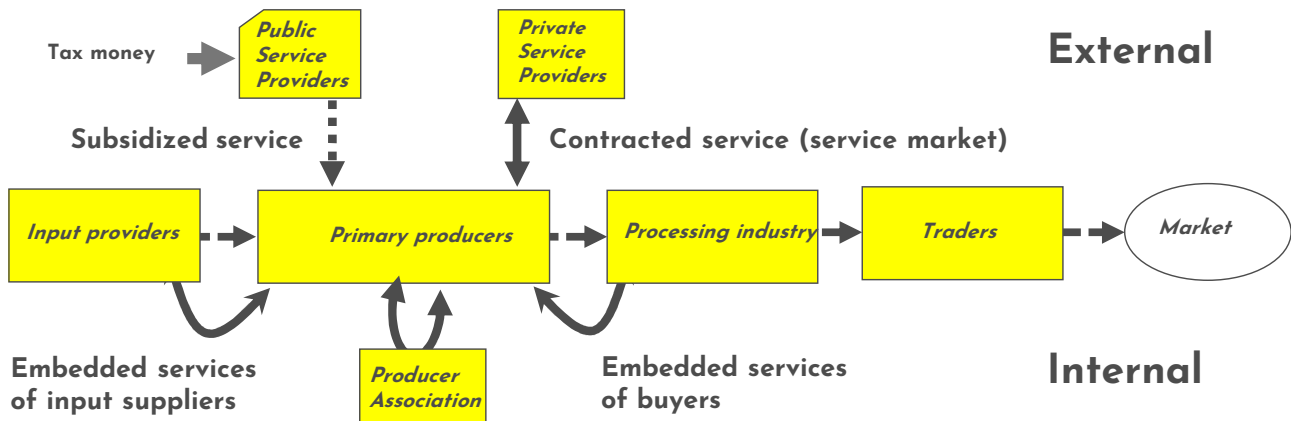 Public
Service
Providers
Private
Service
Providers
External
Tax money
Subsidized service
Contracted service (service market)
Input providers
Primary producers
Processing industry
Traders
Market
Embedded services
of input suppliers
Producer
Association
Embedded services
of buyers
Internal